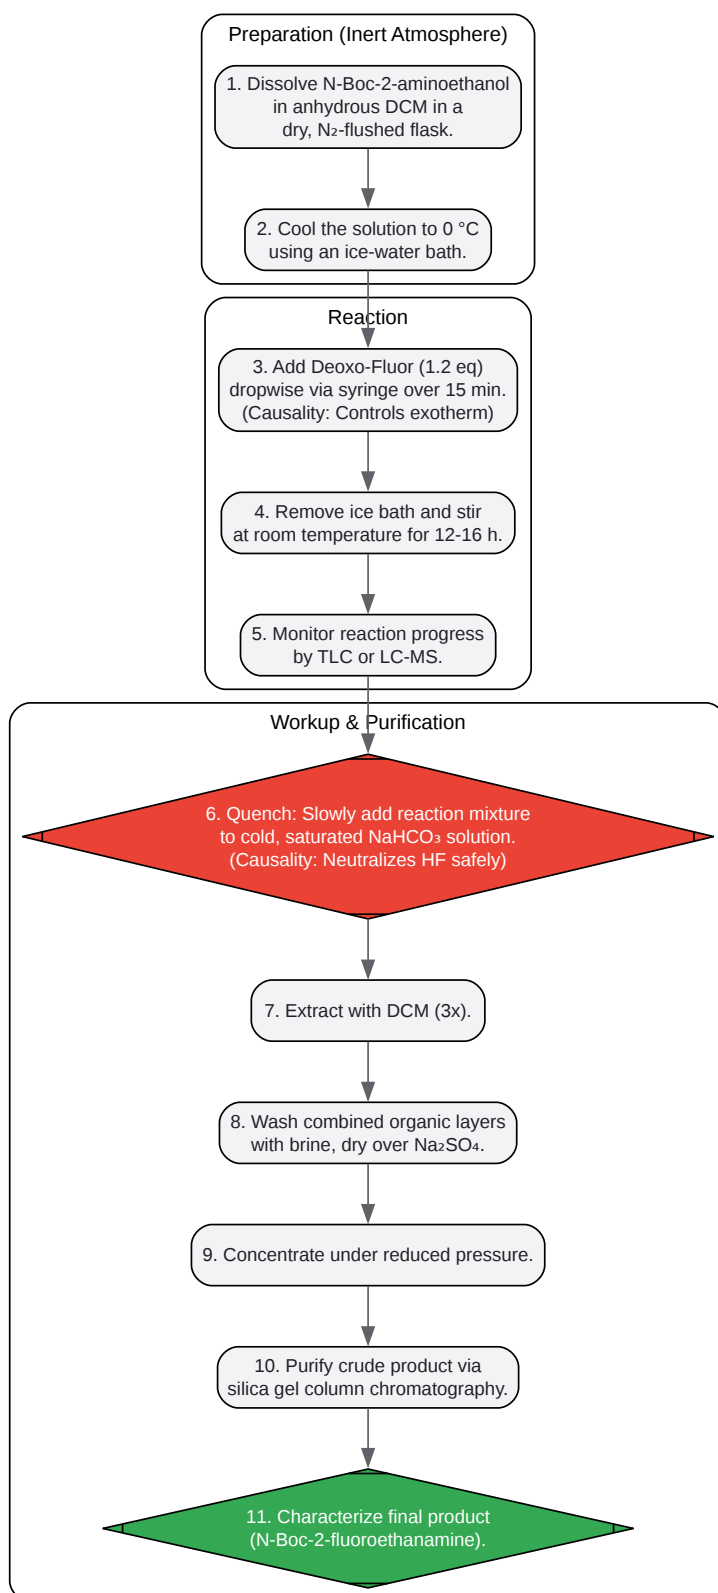 Preparation (Inert Atmosphere)
1. Dissolve N-Boc-2-aminoethanol
in anhydrous DCM in a
dry, N₂-flushed flask.
2. Cool the solution to 0 °C
using an ice-water bath.
Reaction
3. Add Deoxo-Fluor (1.2 eq)
dropwise via syringe over 15 min.
(Causality: Controls exotherm)
4. Remove ice bath and stir
at room temperature for 12-16 h.
5. Monitor reaction progress
by TLC or LC-MS.
Workup & Purification
6. Quench: Slowly add reaction mixture
to cold, saturated NaHCO₃ solution.
(Causality: Neutralizes HF safely)
7. Extract with DCM (3x).
8. Wash combined organic layers
with brine, dry over Na₂SO₄.
9. Concentrate under reduced pressure.
10. Purify crude product via
silica gel column chromatography.
11. Characterize final product
(N-Boc-2-fluoroethanamine).